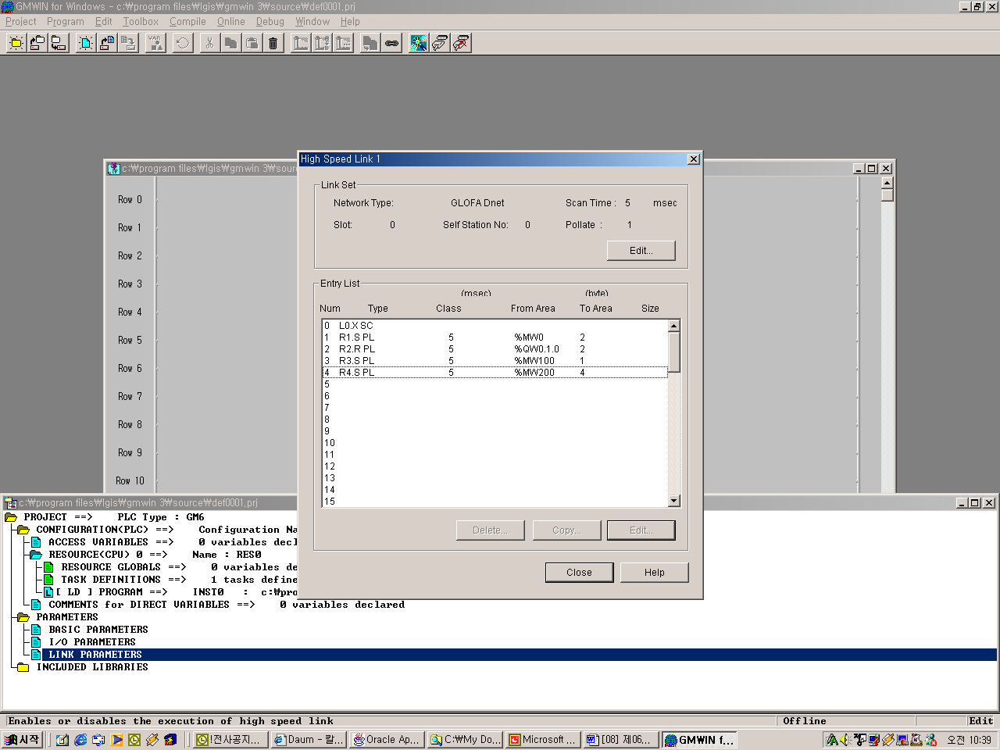 GMWIN for Windows - c:₩program files₩lgis₩gmwin 3₩source₩def0001.prj
Project Program Edit Toolbox Compile Online Debug Window Help
VAR
c:₩program files₩lgis₩gmwin 3₩sour
Row 0
Row 1
Row 2
Row 3
Row 4
Row 5
Row 6
Row 7
Row 8
Row 9
Row 10
High Speed Link 1
Link Set
Network Type: GLOFA Dnet Scan Time : 5 msec
Slot: 0 Self Station No: 0 Pollate : 1
Edit...
Entry List
(msec) (byte)
Num Type Class From Area To Area Size
0 L0.X SC
1 R1.S PL 5 %MW0 2
2 R2.R PL 5 %QW0.1.0 2
3 R3.S PL 5 %MW100 1
4 R4.S PL 5 %MW200 4
5
6
7
8
9
10
11
12
13
14
15
Delete... Copy... Edit...
Close Help
c:₩program files₩lgis₩gmwin 3₩source₩def0001.prj
PROJECT ==> PLC Type : GM6
CONFIGURATION(PLC) ==> Configuration Na
ACCESS VARIABLES ==> 0 variables decl
RESOURCE(CPU) 0 ==> Name : RES0
RESOURCE GLOBALS ==> 0 variables de
TASK DEFINITIONS ==> 1 tasks define
[ LD ] PROGRAM ==> INST0 : c:₩pro
COMMENTS for DIRECT VARIABLES ==> 0 variables declared
PARAMETERS
BASIC PARAMETERS
I/O PARAMETERS
LINK PARAMETERS
INCLUDED LIBRARIES
Enables or disables the execution of high speed link Offline Edit
시작 !전사공지... Daum - 칼... Oracle Ap... C:₩My Do... Microsoft ... [08] 제06... GMWIN f... 오전 10:39